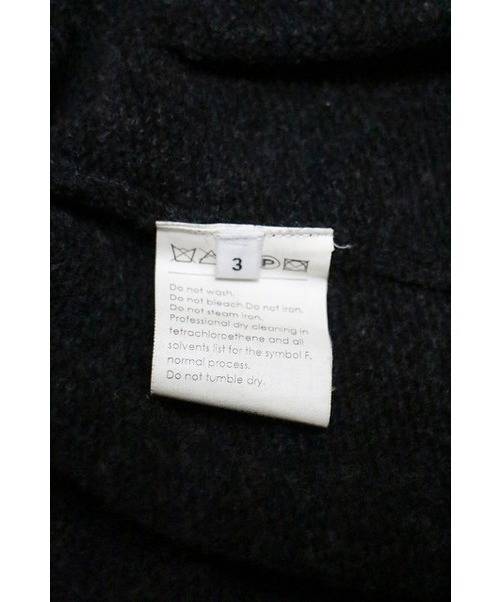 3
P
Do not wash.
Do not bleach Do not iron.
Do not steam iron.
Professional dry cleaning in
tetrachloroethene and all
solvents list for the symbol F.
normal process.
Do not tumble dry.